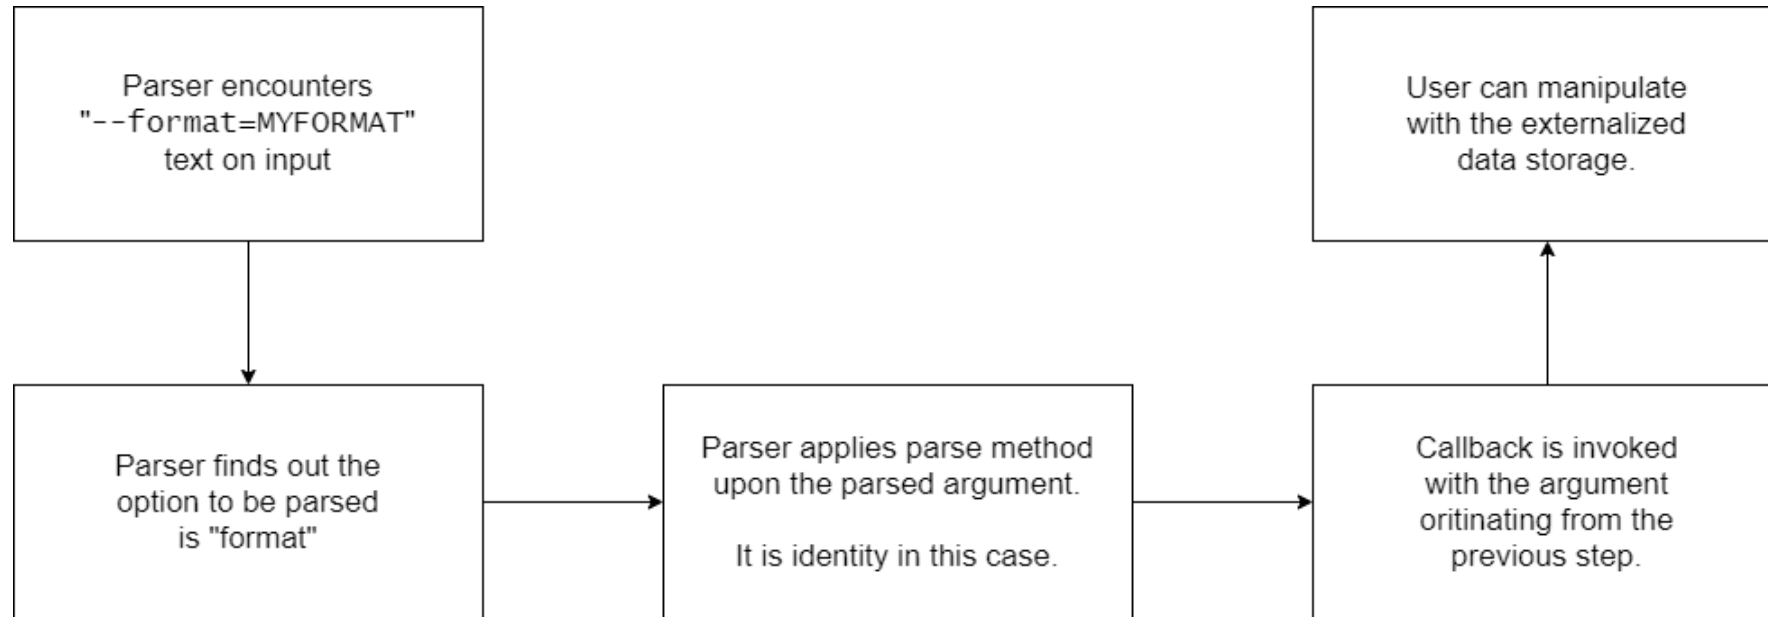 Parser encounters
"--format=MYFORMAT"
text on input
Parser finds out the
option to be parsed
is "format"
Parser applies parse method
upon the parsed argument.
It is identity in this case.
Callback is invoked
with the argument
oritinating from the
previous step.
User can manipulate
with the externalized
data storage.